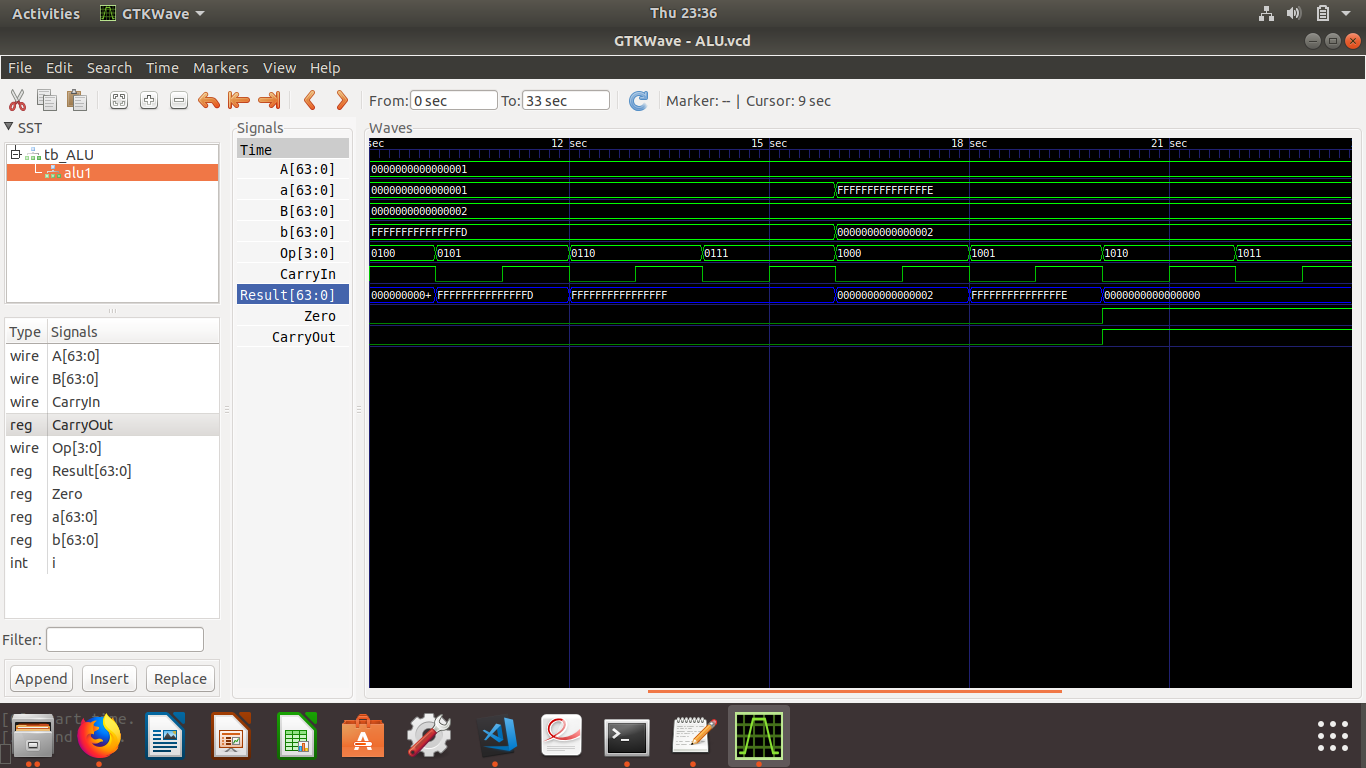 Activities GTKWave Thu 23:36
GTKWave - ALU.vcd
File Edit Search Time Markers View Help
From: 0 sec To: 33 sec Marker: -- | Cursor: 9 sec
SST
tb_ALU
alu1
Type Signals
wire A[63:0]
wire B[63:0]
wire CarryIn
reg CarryOut
wire Op[3:0]
reg Result[63:0]
reg Zero
reg a[63:0]
reg b[63:0]
int i
Filter:
Append Insert Replace
Signals
Time
A[63:0]
a[63:0]
B[63:0]
b[63:0]
Op[3:0]
CarryIn
Result[63:0]
Zero
CarryOut
Waves
sec 12 sec 15 sec 18 sec 21 sec
0000000000000001
0000000000000001 FFFFFFFFFFFFFFFE
0000000000000002
FFFFFFFFFFFFFFFD 0000000000000002
0100 0101 0110 0111 1000 1001 1010 1011
000000000+ FFFFFFFFFFFFFFFD FFFFFFFFFFFFFFFF 0000000000000002 FFFFFFFFFFFFFFFE 0000000000000000